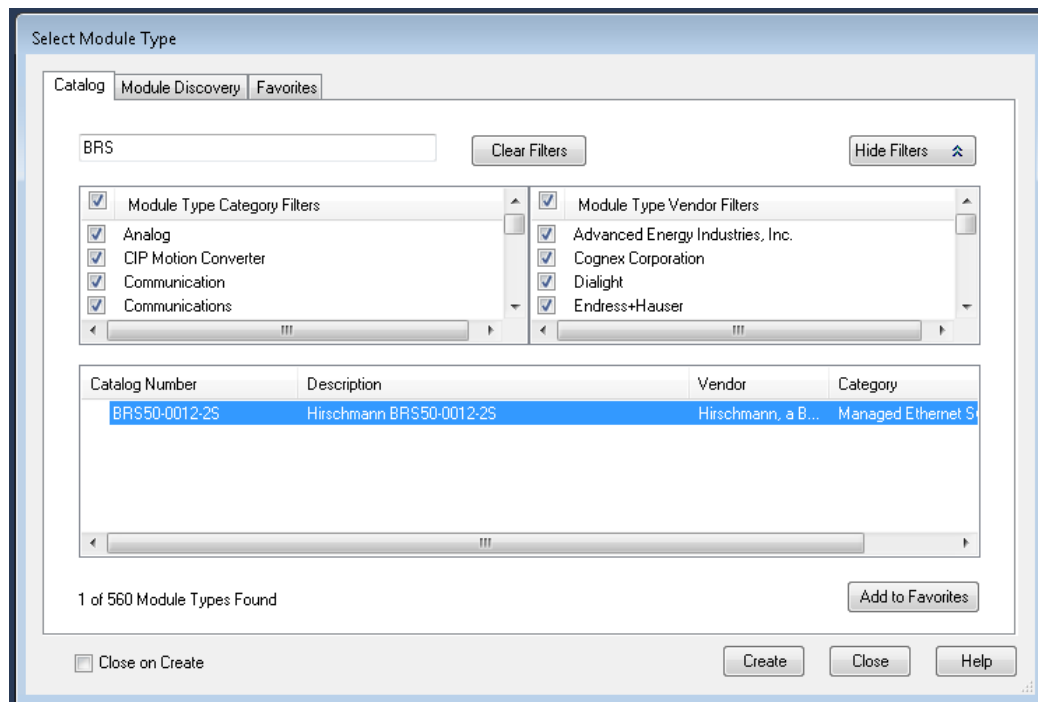 Select Module Type
Catalog Module Discovery Favorites
BRS Clear Filters Hide Filters
Module Type Category Filters Module Type Vendor Filters
Analog Advanced Energy Industries, Inc.
CIP Motion Converter Cognex Corporation
Communication Dialight
Communications Endress+Hauser
Catalog Number Description Vendor Category
BRS50-0012-2S Hirschmann BRS50-0012-2S Hirschmann, a B... Managed Ethernet S
1 of 560 Module Types Found Add to Favorites
Close on Create Create Close Help